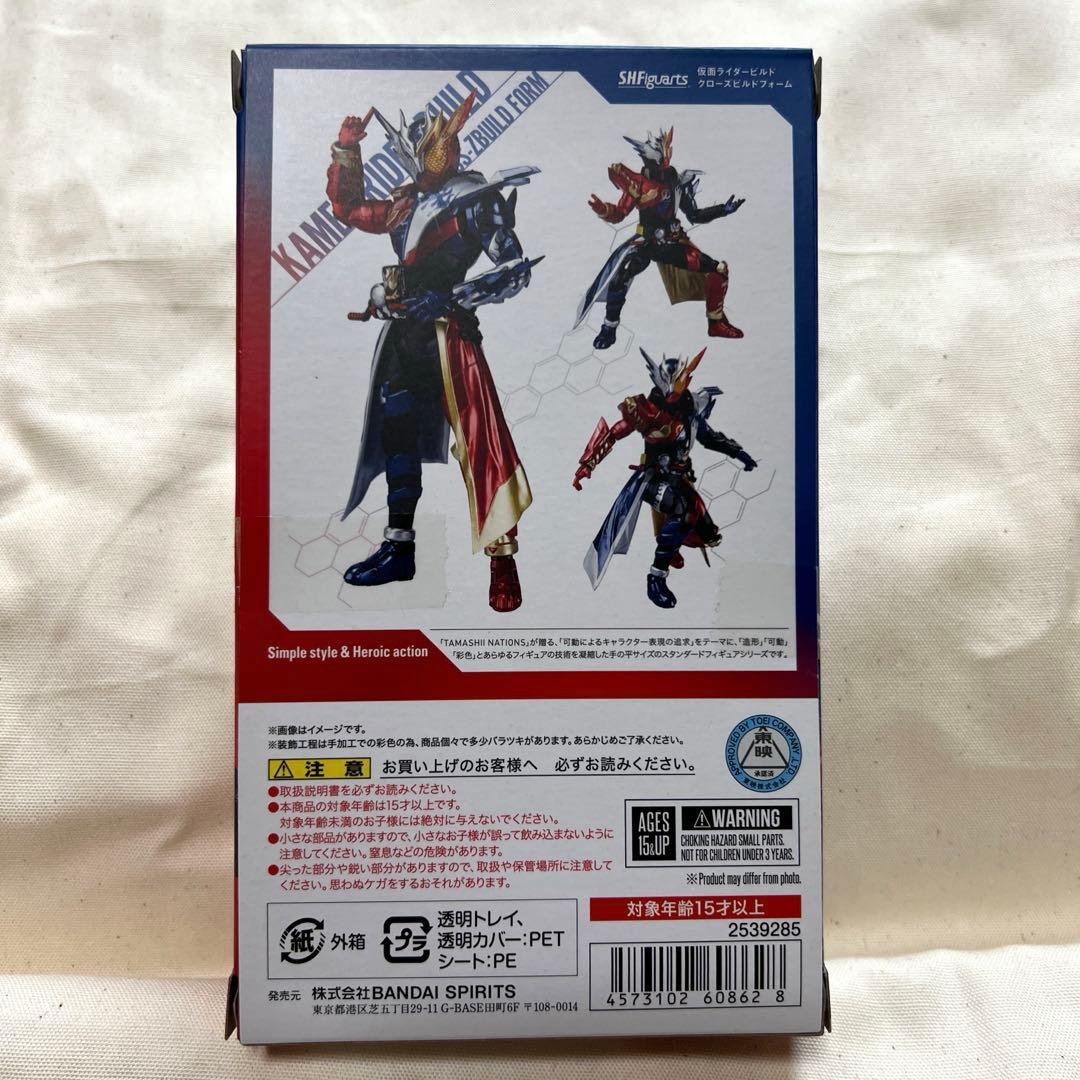 S.H.Figuarts 仮面ライダービルド
クローズビルドフォーム
KAME RIDE UILD
S-ZBUILD FORM
Simple style & Heroic action
「TAMASHII NATIONS」が贈る、「可動によるキャラクター表現の追求」をテーマに、「造形」「可動」
「彩色」とあらゆるフィギュアの技術を凝縮した手の平サイズのスタンダードフィギュアシリーズです。
※画像はイメージです。
※装飾工程は手加工での彩色の為、商品個々で多少バラツキがあります。あらかじめご了承ください。
APPROVED BY TOEI COMPANY, LTD.
東映
承認済
東映株式会社
注意 お買い上げのお客様へ 必ずお読みください。
●取扱説明書を必ずお読みください。
●本商品の対象年齢は15才以上です。
対象年齢未満のお子様には絶対に与えないでください。
●小さな部品がありますので、小さなお子様が誤って飲み込まないように
注意してください。窒息などの危険があります。
●尖った部分や鋭い部分がありますので、取扱や保管場所に注意して
ください。思わぬケガをするおそれがあります。
AGES
15&UP
WARNING
CHOKING HAZARD SMALL PARTS.
NOT FOR CHILDREN UNDER 3 YEARS.
※Product may differ from photo.
対象年齢15才以上
2539285
紙 外箱
プラ 透明トレイ、
透明カバー:PET
シート:PE
4573102 60862 8
発売元 株式会社BANDAI SPIRITS
東京都港区芝五丁目29-11 G-BASE田町6F 〒108-0014